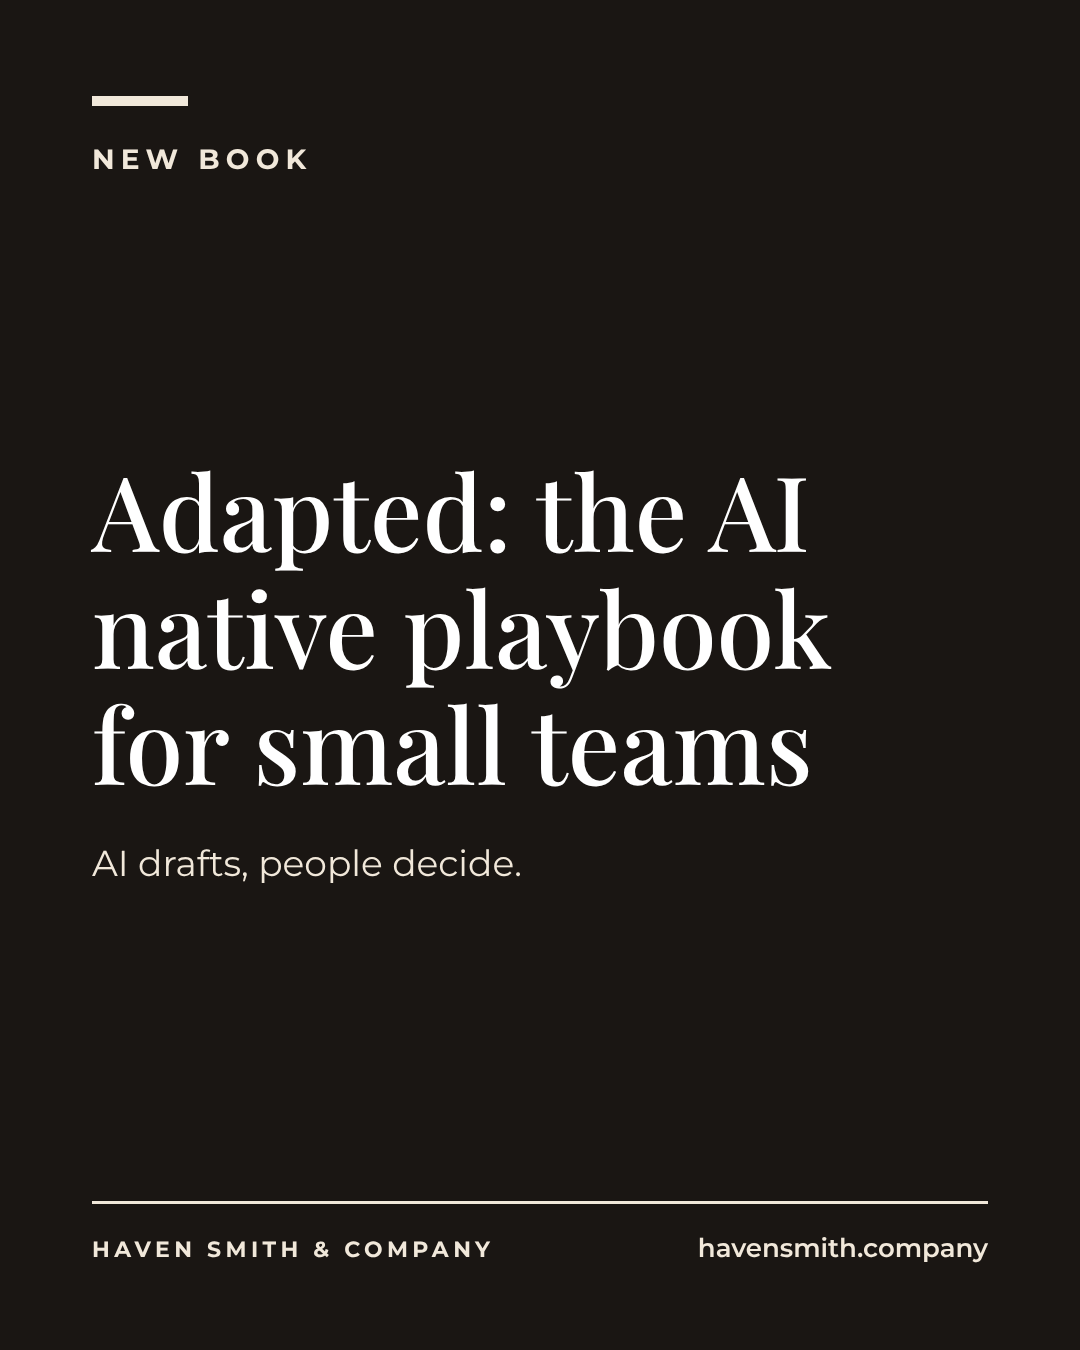 NEW BOOK
Adapted: the AI
native playbook
for small teams
AI drafts, people decide.
HAVEN SMITH & COMPANY
havensmith.company